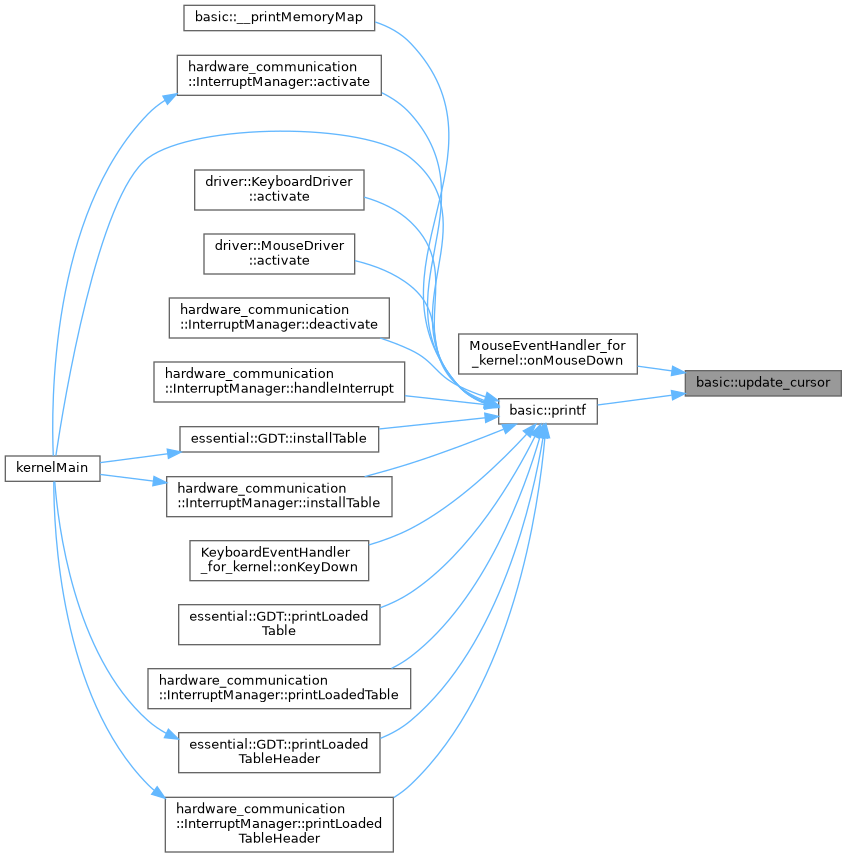 basic::__printMemoryMap
hardware_communication
::InterruptManager::activate
driver::KeyboardDriver
::activate
driver::MouseDriver
::activate
hardware_communication
::InterruptManager::deactivate
MouseEventHandler_for
_kernel::onMouseDown
hardware_communication
::InterruptManager::handleInterrupt
basic::update_cursor
basic::printf
essential::GDT::installTable
kernelMain
hardware_communication
::InterruptManager::installTable
KeyboardEventHandler
_for_kernel::onKeyDown
essential::GDT::printLoaded
Table
hardware_communication
::InterruptManager::printLoadedTable
essential::GDT::printLoaded
TableHeader
hardware_communication
::InterruptManager::printLoaded
TableHeader